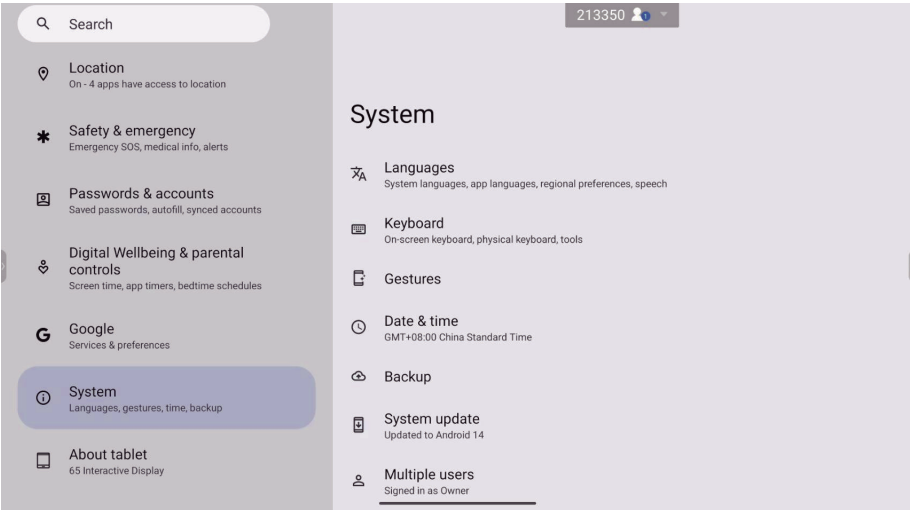 Search
Location
On - 4 apps have access to location
Safety & emergency
Emergency SOS, medical info, alerts
Passwords & accounts
Saved passwords, autofill, synced accounts
Digital Wellbeing & parental
controls
Screen time, app timers, bedtime schedules
Google
Services & preferences
System
Languages, gestures, time, backup
About tablet
65 Interactive Display
213350
1
System
Languages
System languages, app languages, regional preferences, speech
Keyboard
On-screen keyboard, physical keyboard, tools
Gestures
Date & time
GMT+08:00 China Standard Time
Backup
System update
Updated to Android 14
Multiple users
Signed in as Owner